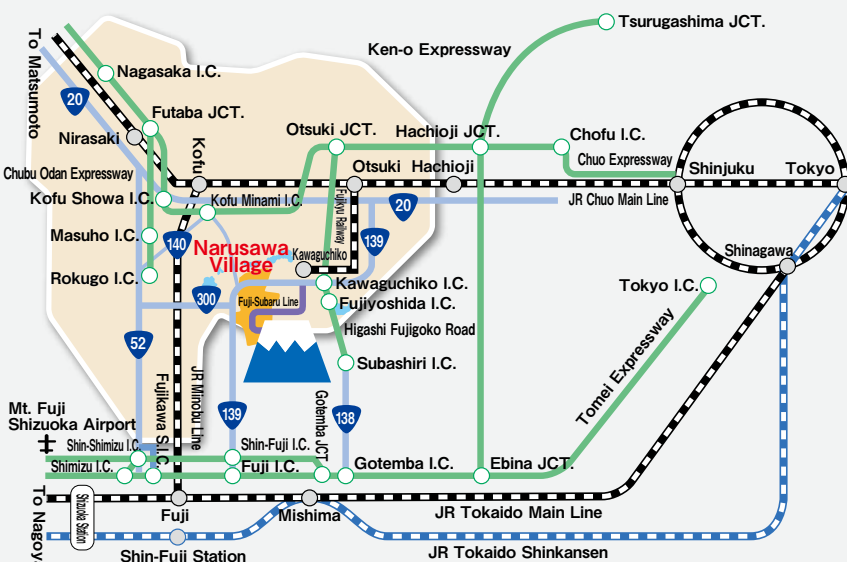 Tsurugashima JCT.
Ken-o Expressway
To Matsumoto
Nagasaka I.C.
20
Futaba JCT.
Nirasaki
Kofu
Otsuki JCT.
Hachioji JCT.
Chofu I.C.
Chuo Expressway
Chubu Odan Expressway
Otsuki
Hachioji
Shinjuku
Tokyo
Kofu Showa I.C.
Kofu Minami I.C.
Fujikyu Railway
20
JR Chuo Main Line
Masuho I.C.
140
Narusawa
Village
Kawaguchiko
139
Shinagawa
Rokugo I.C.
300
Fuji-Subaru Line
Kawaguchiko I.C.
Fujiyoshida I.C.
Tokyo I.C.
Higashi Fujigoko Road
52
Subashiri I.C.
Tomei Expressway
Fujikawa S.I.C.
JR Minobu Line
139
Gotemba JCT
138
Mt. Fuji
Shizuoka Airport
Shin-Shimizu I.C.
Shin-Fuji I.C.
Shimizu I.C.
Fuji I.C.
Gotemba I.C.
Ebina JCT.
To Nagoya
Shizuoka Station
Fuji
Mishima
JR Tokaido Main Line
Shin-Fuji Station
JR Tokaido Shinkansen